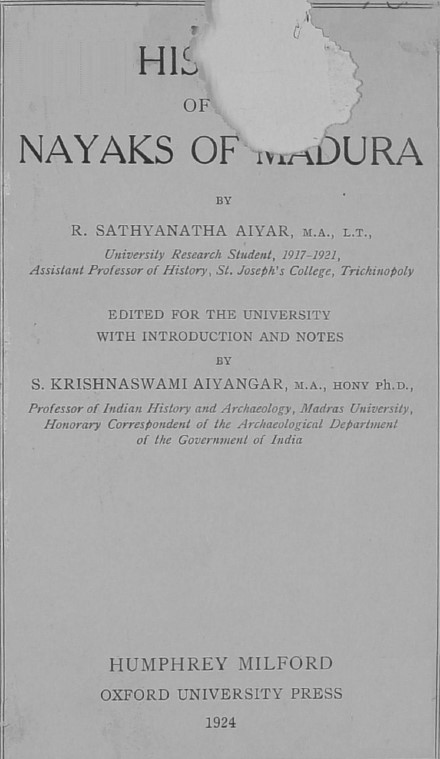 HIS
OF
NAYAKS OF MADURA
BY
R. SATHYANATHA AIYAR, M.A., L.T.,
University Research Student, 1917-1921,
Assistant Professor of History, St. Joseph's College, Trichinopoly
EDITED FOR THE UNIVERSITY
WITH INTRODUCTION AND NOTES
BY
S. KRISHNASWAMI AIYANGAR, M.A., HONY Ph.D.,
Professor of Indian History and Archaeology, Madras University,
Honorary Correspondent of the Archaeological Department
of the Government of India
HUMPHREY MILFORD
OXFORD UNIVERSITY PRESS
1924